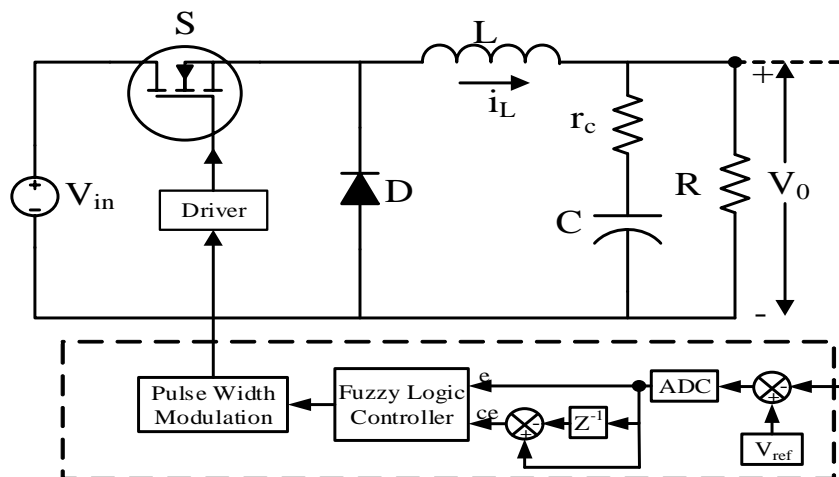 S
L
+
i_L
r_c
V_in
+
-
Driver
D
C
R
V_0
-
Pulse Width
Modulation
Fuzzy Logic
Controller
e
ce
-
+
Z^-1
ADC
-
+
V_ref